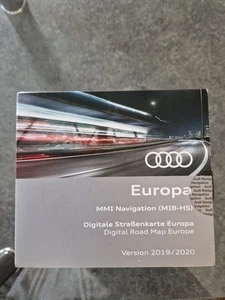 Europa
MMI Navigation (MIB-HS)
Digitale Straßenkarte Europa
Digital Road Map Europe
Version 2019/2020